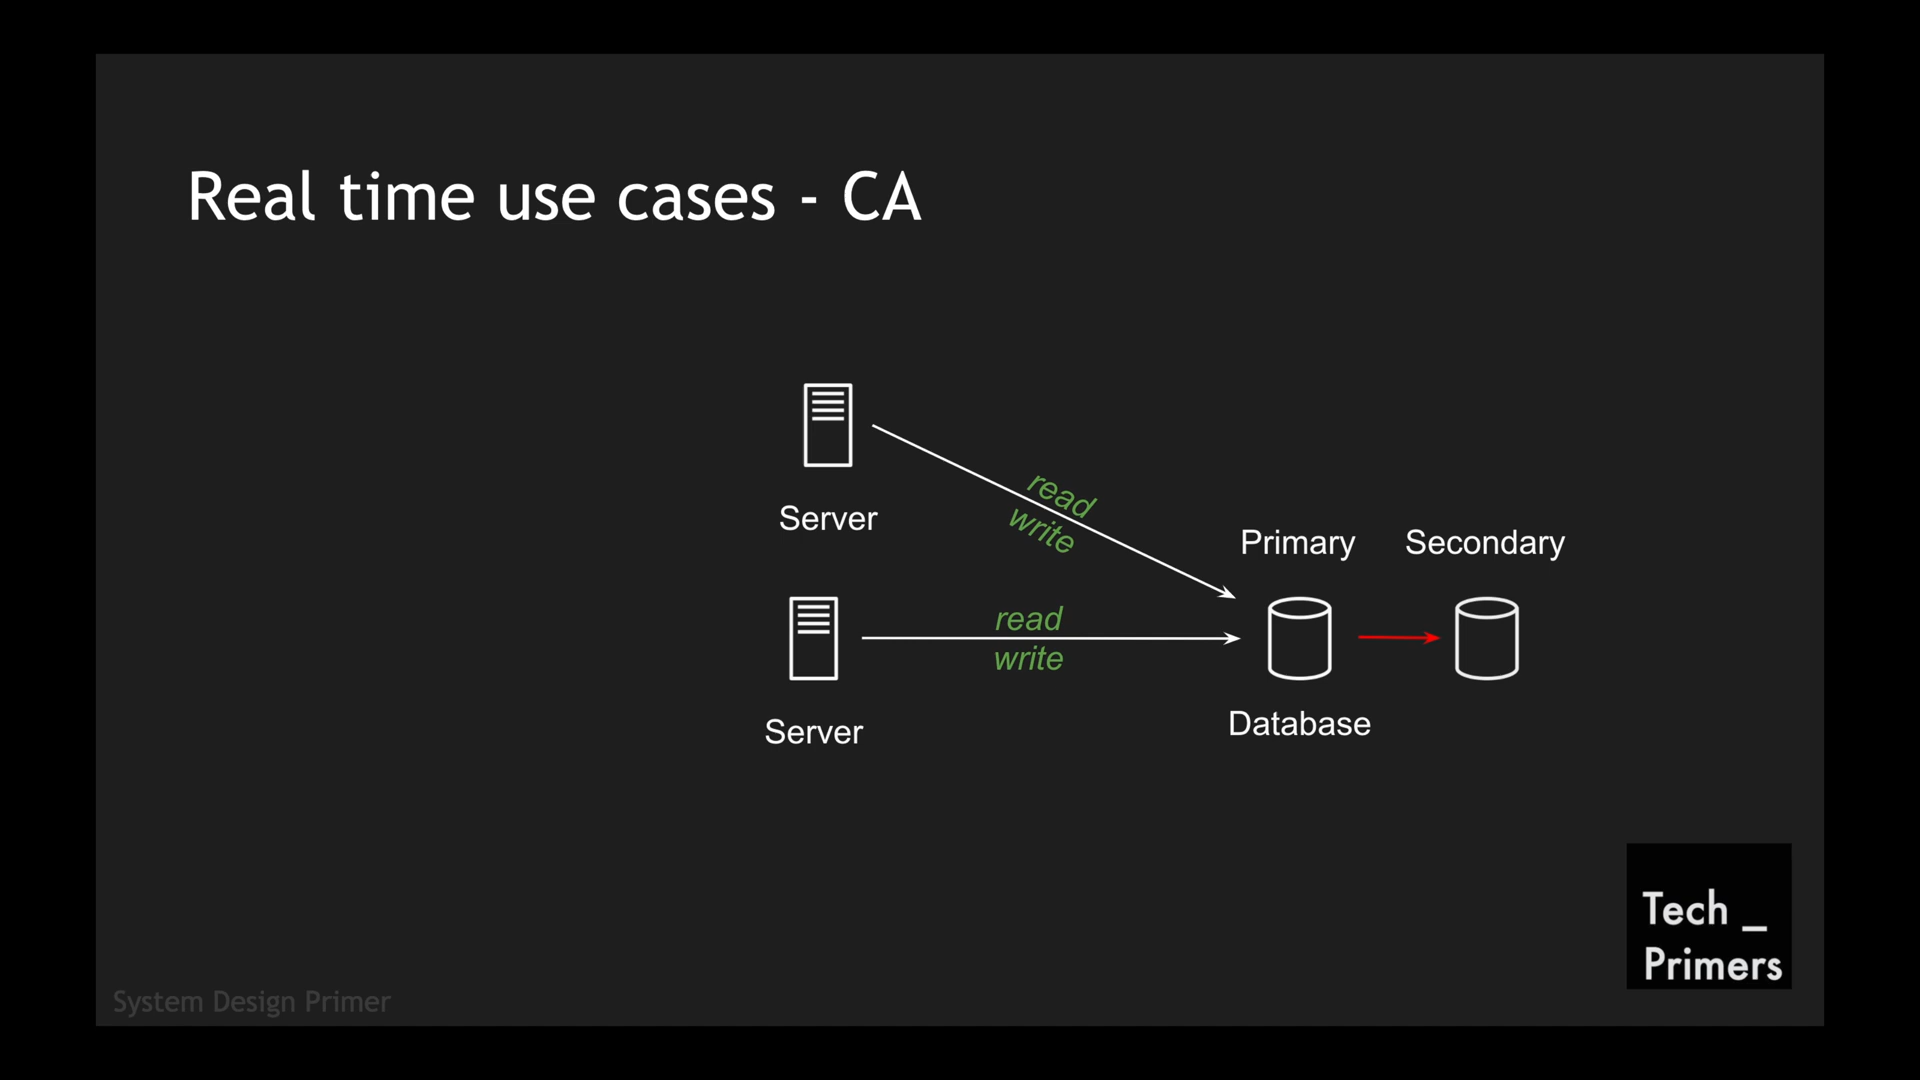 Real time use cases - CA
read
write
Server
Primary
Secondary
read
write
Server
Database
Tech _
Primers
System Design Primer